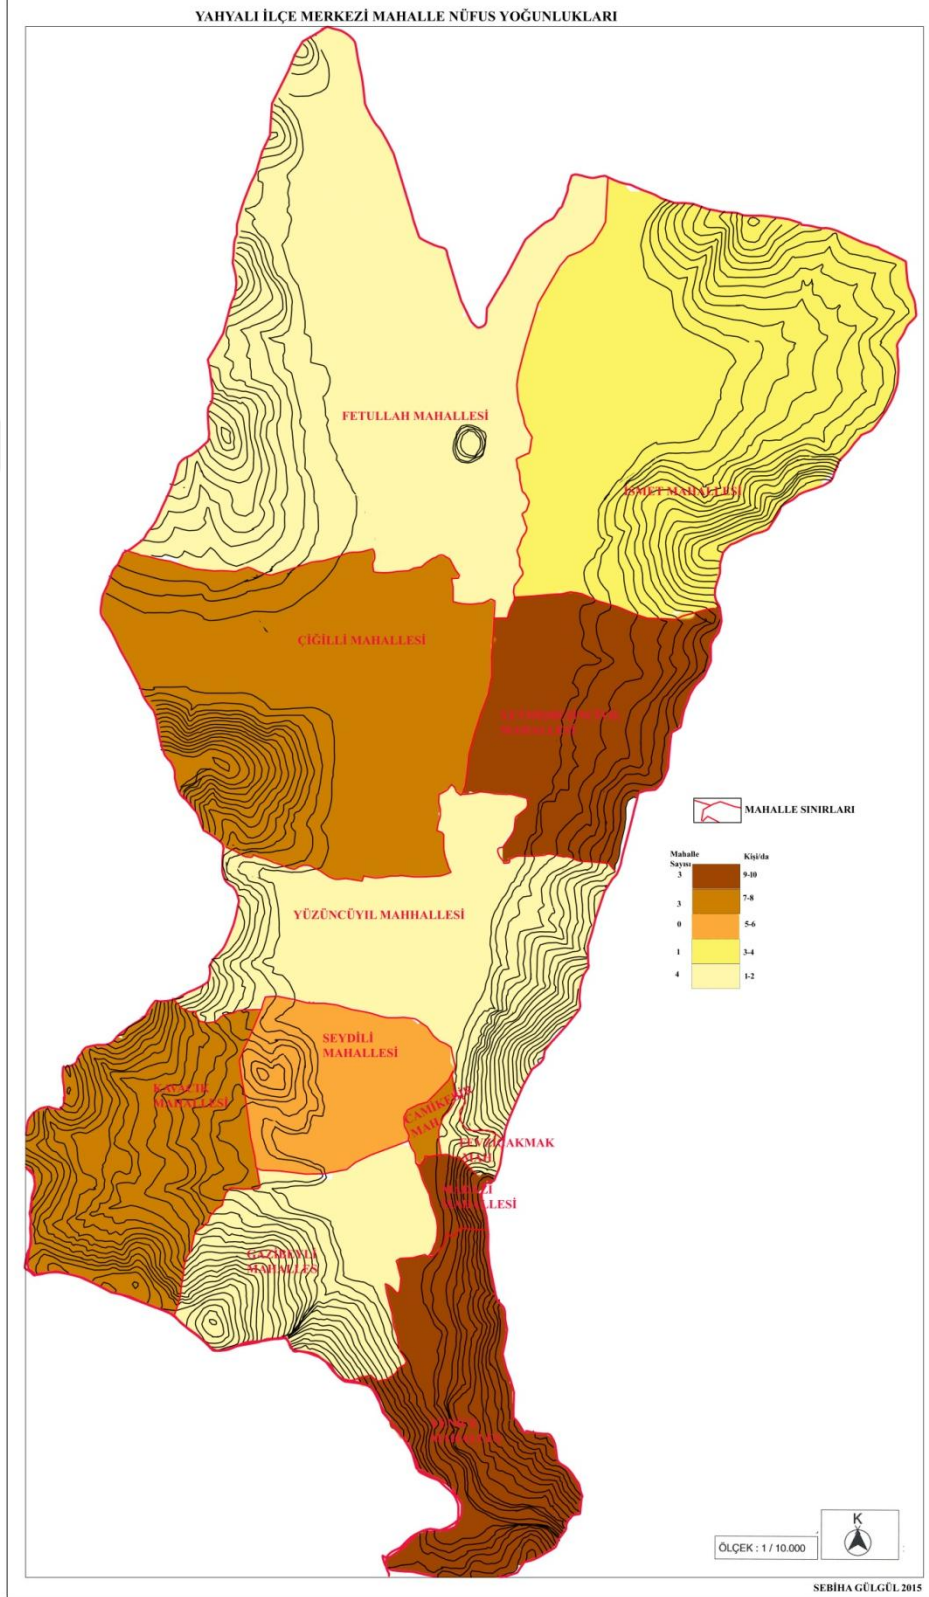 YAHYALI İLÇE MERKEZİ MAHALLE NÜFUS YOĞUNLUKLARI
FETULLAH MAHALLESİ
İSMET MAHALLESİ
ÇİĞİLLİ MAHALLESİ
MAHALLE SINIRLARI
Mahalle
Sayısı
Kişi/da
3 9-10
3 7-8
0 5-6
1 3-4
4 1-2
YÜZÜNCÜYIL MAHHALLESİ
SEYDİLİ
MAHALLESİ
KAVACIK
MAHALLESİ
CAMİKEBİR
MAH.
FEVZİÇAKMAK
MAH.
MAHALLESİ
GAZİBEYLİ
MAHALLES
ÖLÇEK : 1 / 10.000
K
SEBİHA GÜLGÜL 2015